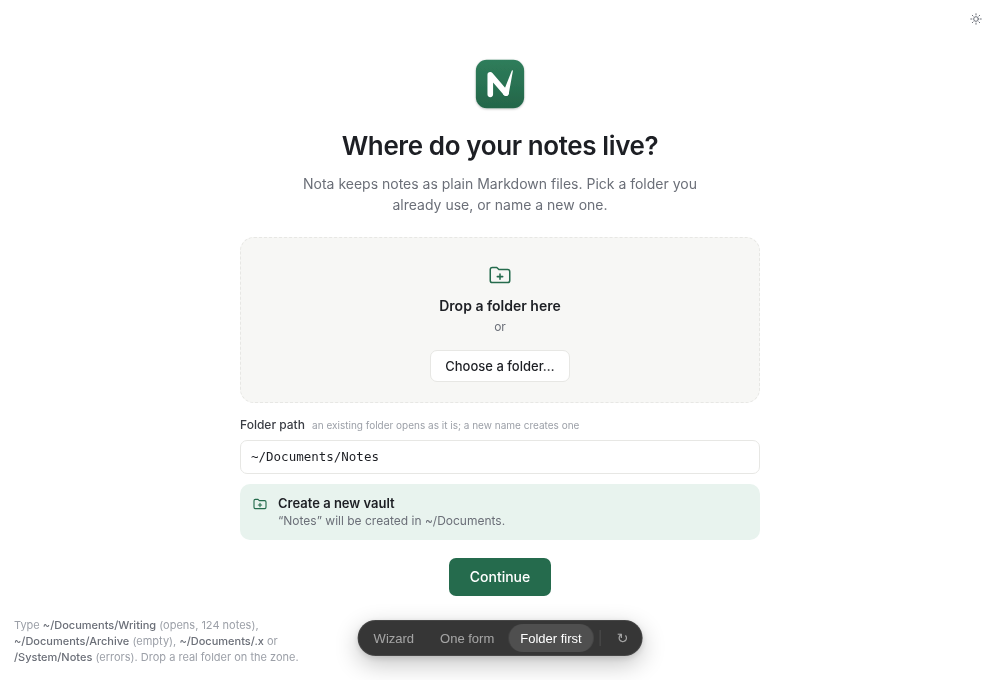 N
Where do your notes live?
Nota keeps notes as plain Markdown files. Pick a folder you
already use, or name a new one.
Drop a folder here
or
Choose a folder...
Folder path an existing folder opens as it is; a new name creates one
~/Documents/Notes
Create a new vault
“Notes” will be created in ~/Documents.
Continue
Type ~/Documents/Writing (opens, 124 notes),
~/Documents/Archive (empty), ~/Documents/.x or
/System/Notes (errors). Drop a real folder on the zone.
Wizard One form Folder first ↻